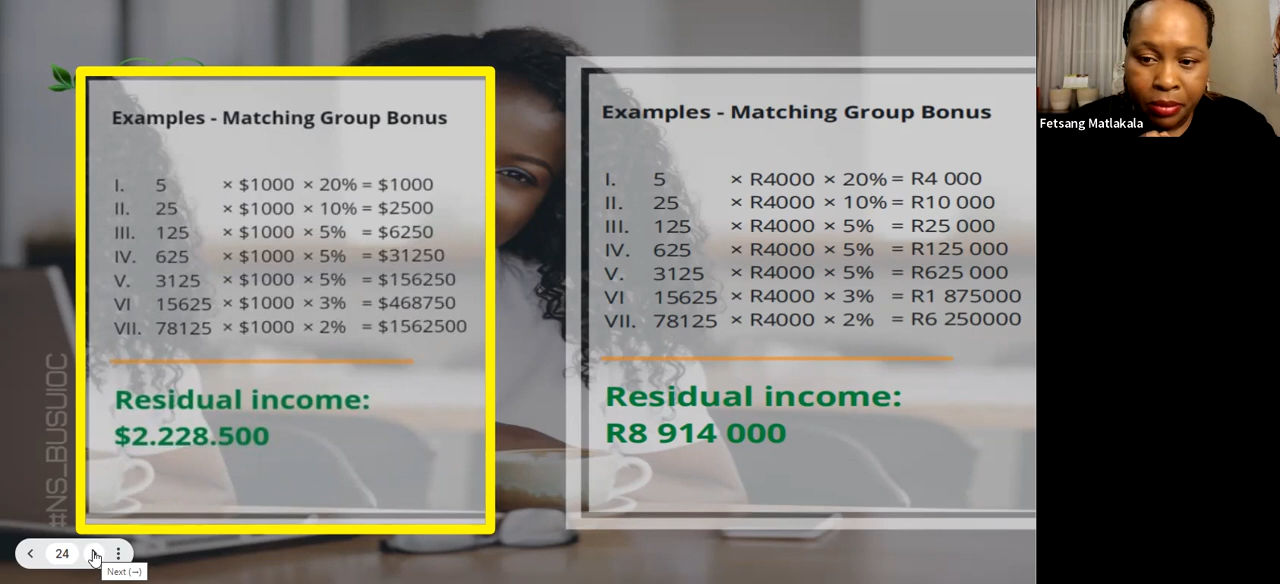 Examples - Matching Group Bonus
I. 5 × $1000 × 20% = $1000
II. 25 × $1000 × 10% = $2500
III. 125 × $1000 × 5% = $6250
IV. 625 × $1000 × 5% = $31250
V. 3125 × $1000 × 5% = $156250
VI 15625 × $1000 × 3% = $468750
VII. 78125 × $1000 × 2% = $1562500
Residual income:
$2.228.500
Examples - Matching Group Bonus
I. 5 × R4000 × 20% = R4 000
II. 25 × R4000 × 10% = R10 000
III. 125 × R4000 × 5% = R25 000
IV. 625 × R4000 × 5% = R125 000
V. 3125 × R4000 × 5% = R625 000
VI 15625 × R4000 × 3% = R1 875000
VII. 78125 × R4000 × 2% = R6 250000
Residual income:
R8 914 000
#NS_BUSUIOC
24
Next (→)
Fetsang Matlakala